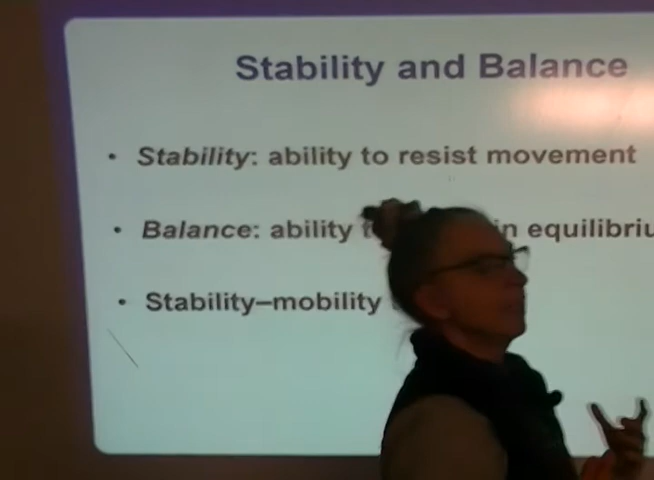 Stability and Balance
• Stability: ability to resist movement
• Balance: ability in equilibriu
• Stability–mobility